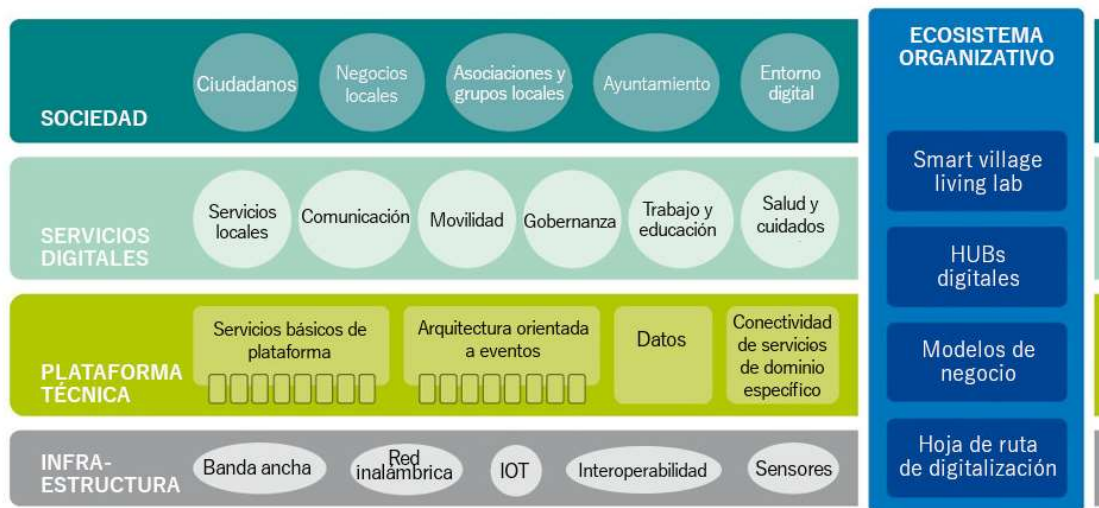 SOCIEDAD
Ciudadanos
Negocios
locales
Asociaciones y
grupos locales
Ayuntamiento
Entorno
digital
SERVICIOS
DIGITALES
Servicios
locales
Comunicación
Movilidad
Gobernanza
Trabajo y
educación
Salud y
cuidados
PLATAFORMA
TÉCNICA
Servicios básicos de
plataforma
Arquitectura orientada
a eventos
Datos
Conectividad
de servicios
de dominio
específico
INFRA-
ESTRUCTURA
Banda ancha
Red
inalámbrica
IOT
Interoperabilidad
Sensores
ECOSISTEMA
ORGANIZATIVO
Smart village
living lab
HUBs
digitales
Modelos de
negocio
Hoja de ruta
de digitalización